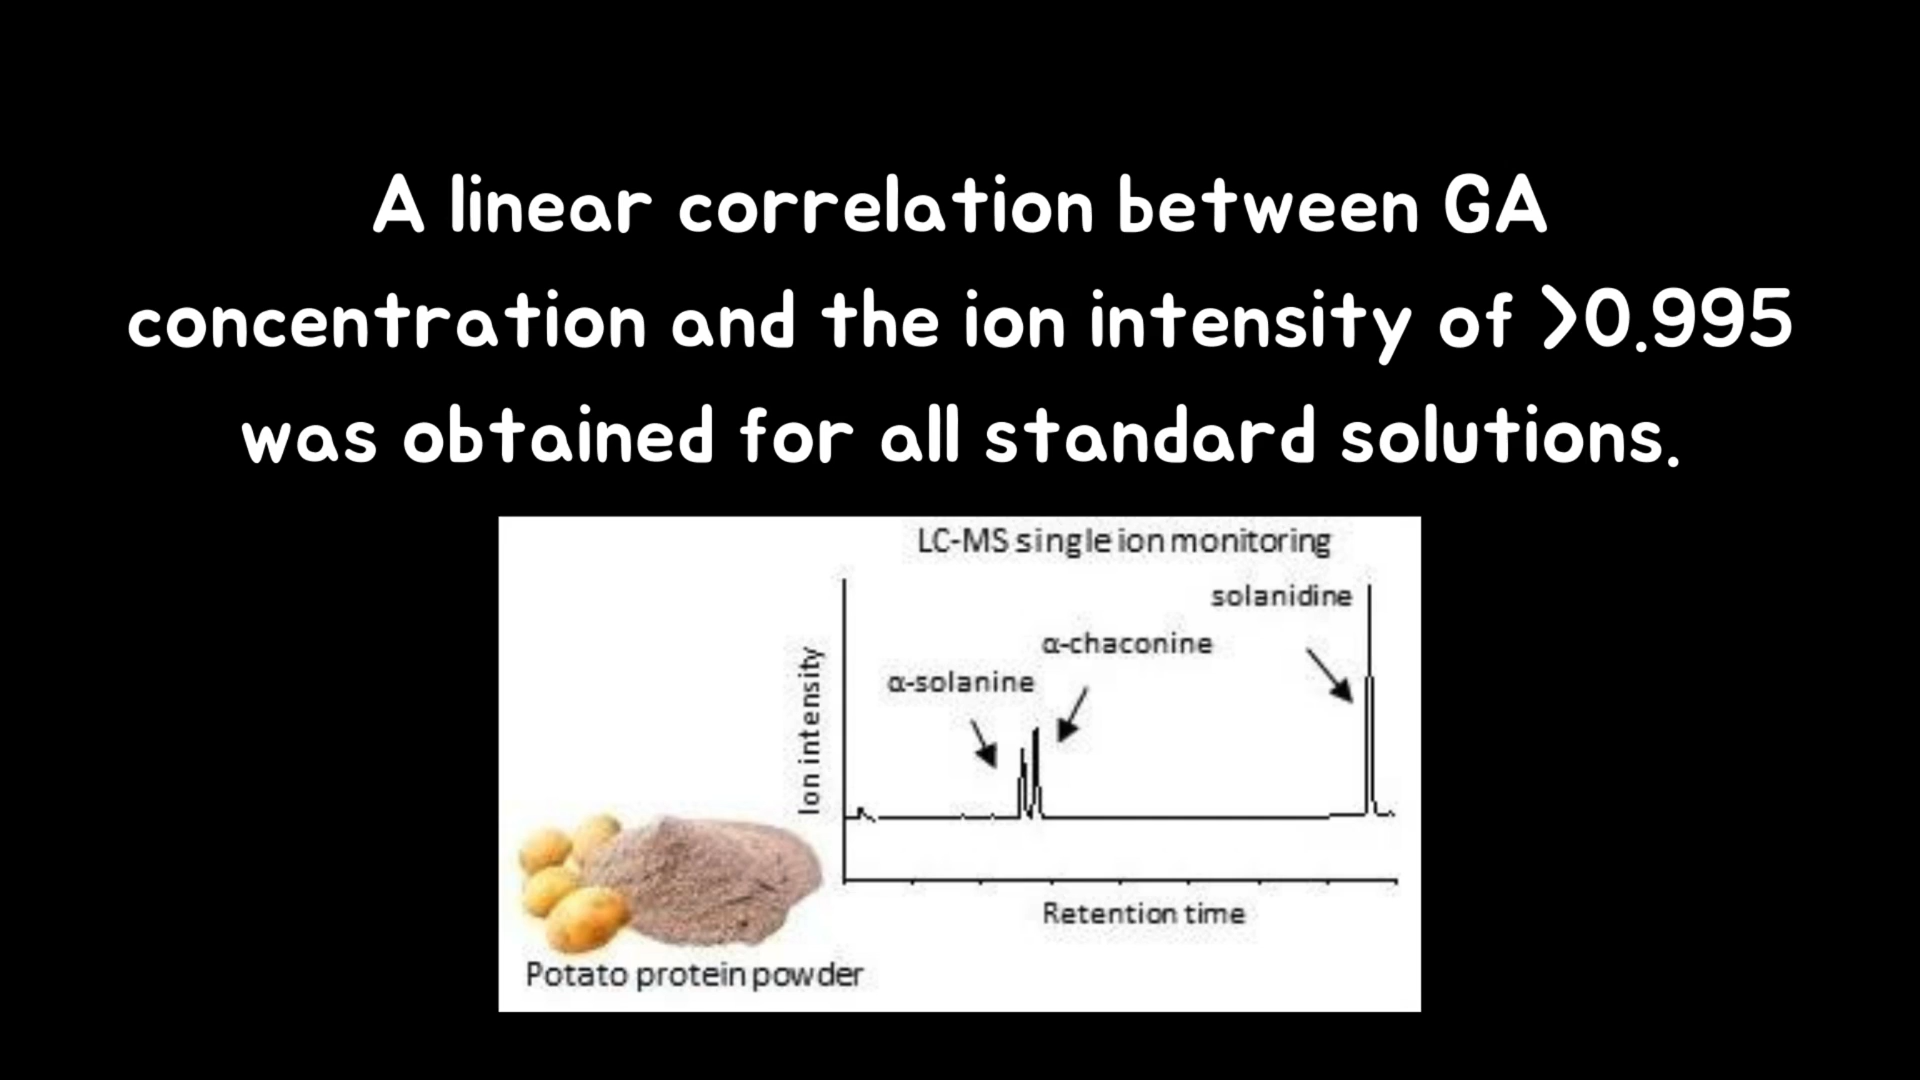 A linear correlation between GA
concentration and the ion intensity of >0.995
was obtained for all standard solutions.
LC-MS single ion monitoring
solanidine
α-chaconine
α-solanine
Ion intensity
Retention time
Potato protein powder